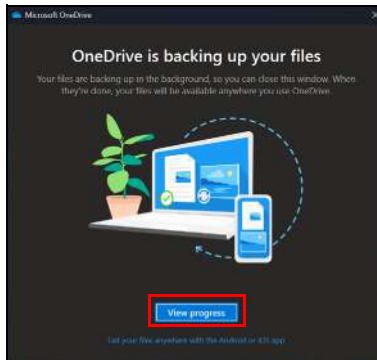 Microsoft OneDrive
OneDrive is backing up your files
Your files are backing up in the background, so you can close this window. When
they're done, your files will be available anywhere you use OneDrive.
View progress
Get your files anywhere with the Android or iOS app